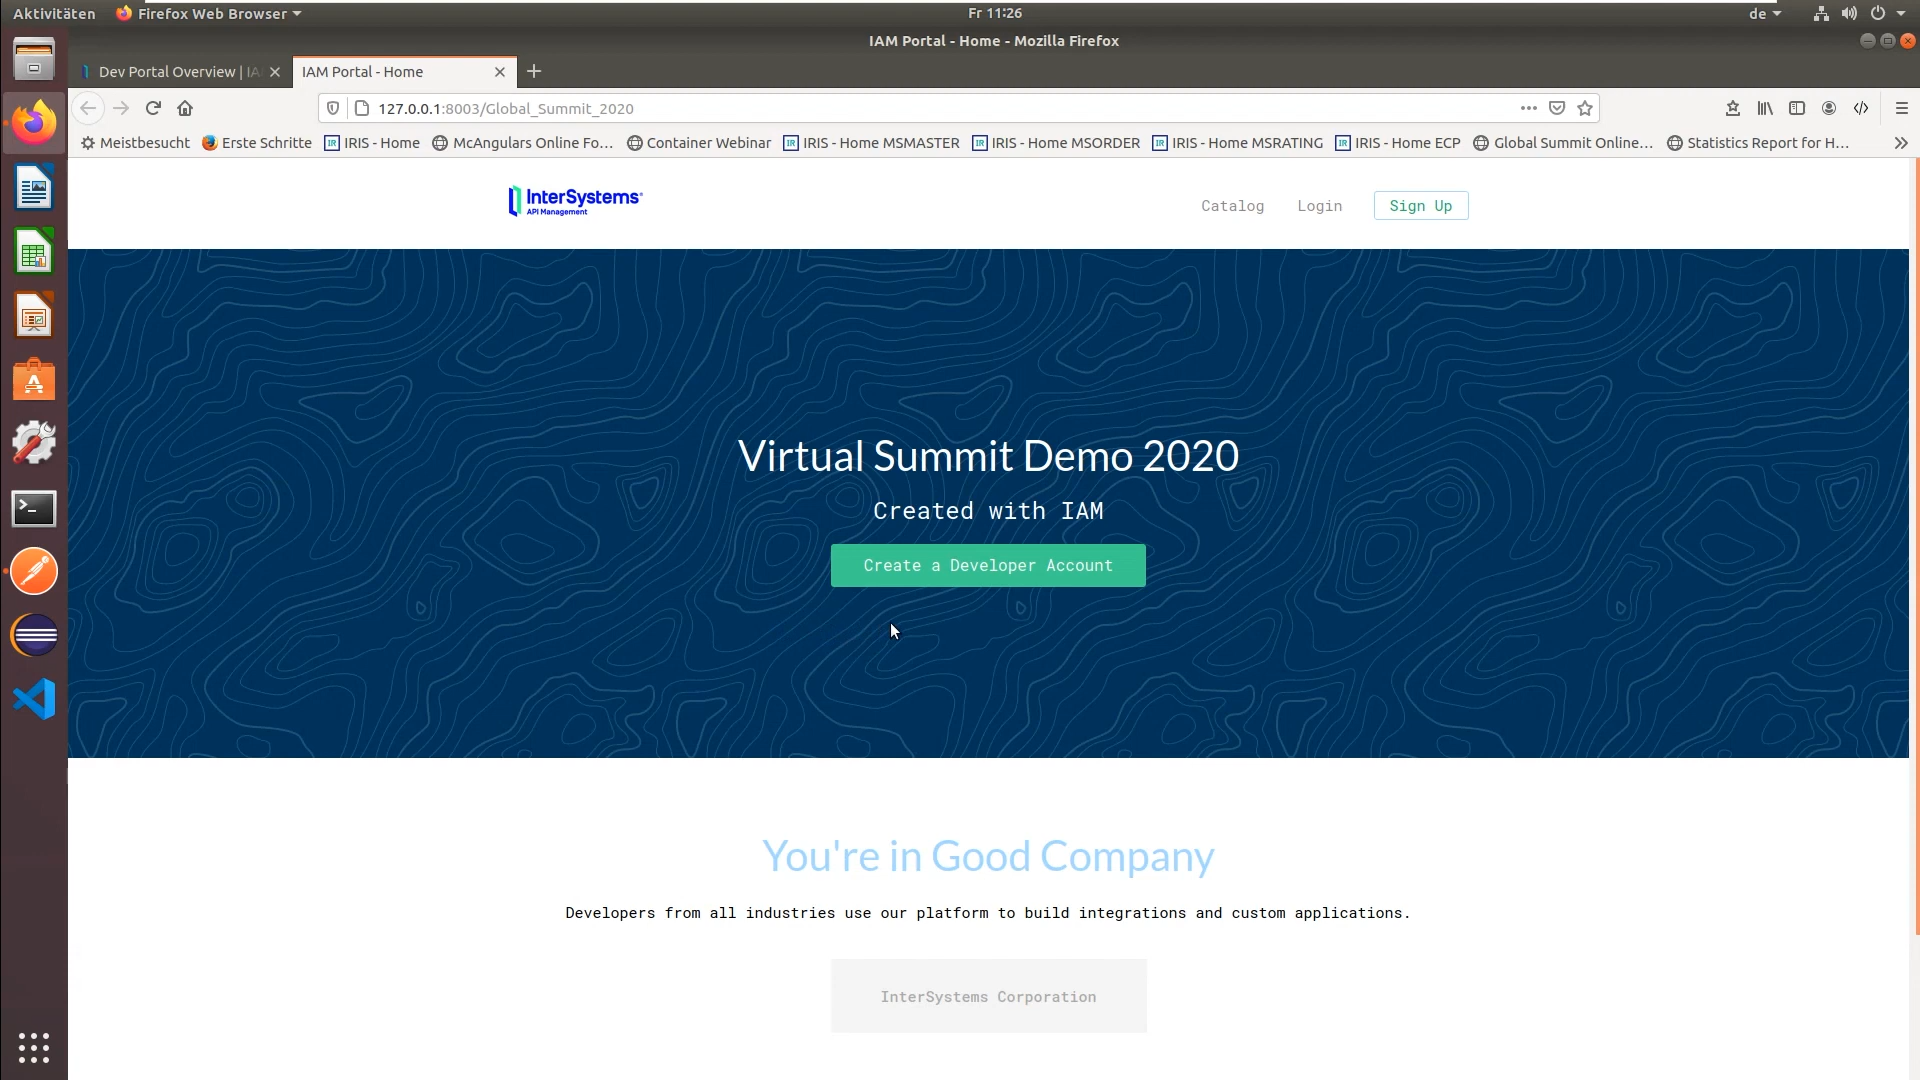 Aktivitäten Firefox Web Browser Fr 11:26 de
IAM Portal - Home - Mozilla Firefox
Dev Portal Overview | IAM Portal - Home
127.0.0.1:8003/Global_Summit_2020
Meistbesucht Erste Schritte IRIS - Home McAngulars Online Fo... Container Webinar IRIS - Home MSMASTER IRIS - Home MSORDER IRIS - Home MSRATING IRIS - Home ECP Global Summit Online... Statistics Report for H...
InterSystems
API Management
Catalog Login Sign Up
Virtual Summit Demo 2020
Created with IAM
Create a Developer Account
You're in Good Company
Developers from all industries use our platform to build integrations and custom applications.
InterSystems Corporation